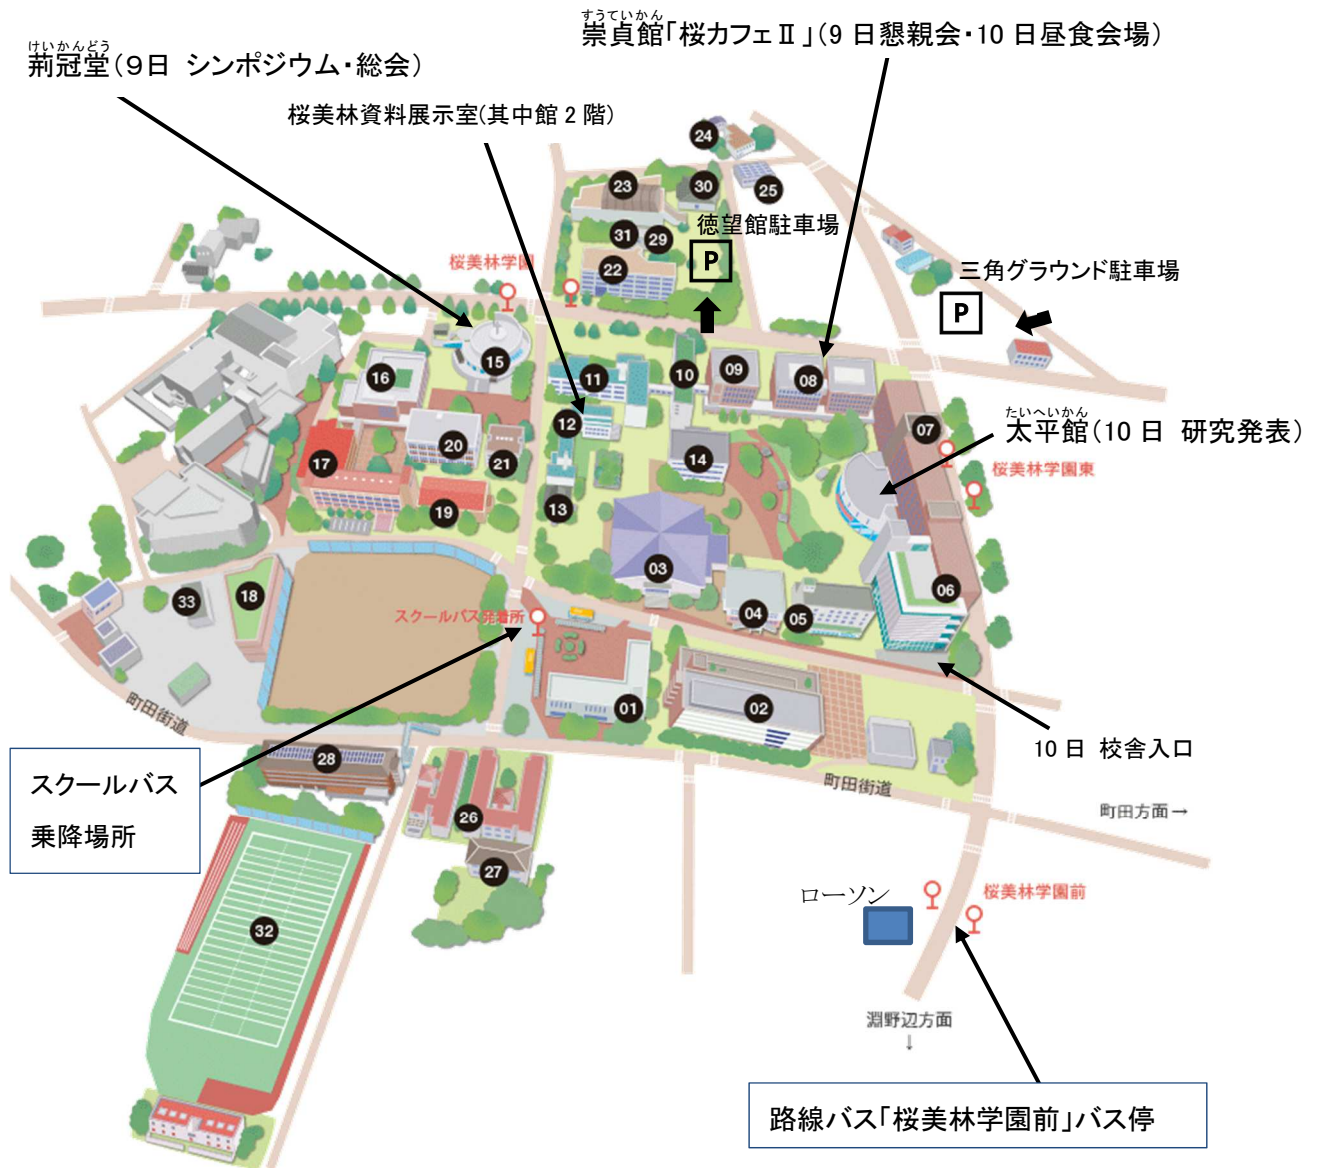 すうていかん
崇貞館「桜カフェⅡ」(9日懇親会・10日昼食会場)
けいかんどう
荊冠堂(9日 シンポジウム・総会)
桜美林資料展示室(其中館2階)
24
23
30
25
徳望館駐車場
31
29
桜美林学園
22
P
三角グラウンド駐車場
P
15
16
11
10
09
08
たいへいかん
太平館(10日 研究発表)
12
07
20
21
17
14
桜美林学園東
19
13
03
06
18
33
04
05
スクールバス発着所
01
02
町田街道
10日 校舎入口
28
スクールバス
乗降場所
町田街道
町田方面→
26
27
ローソン
桜美林学園前
32
淵野辺方面
↓
路線バス「桜美林学園前」バス停